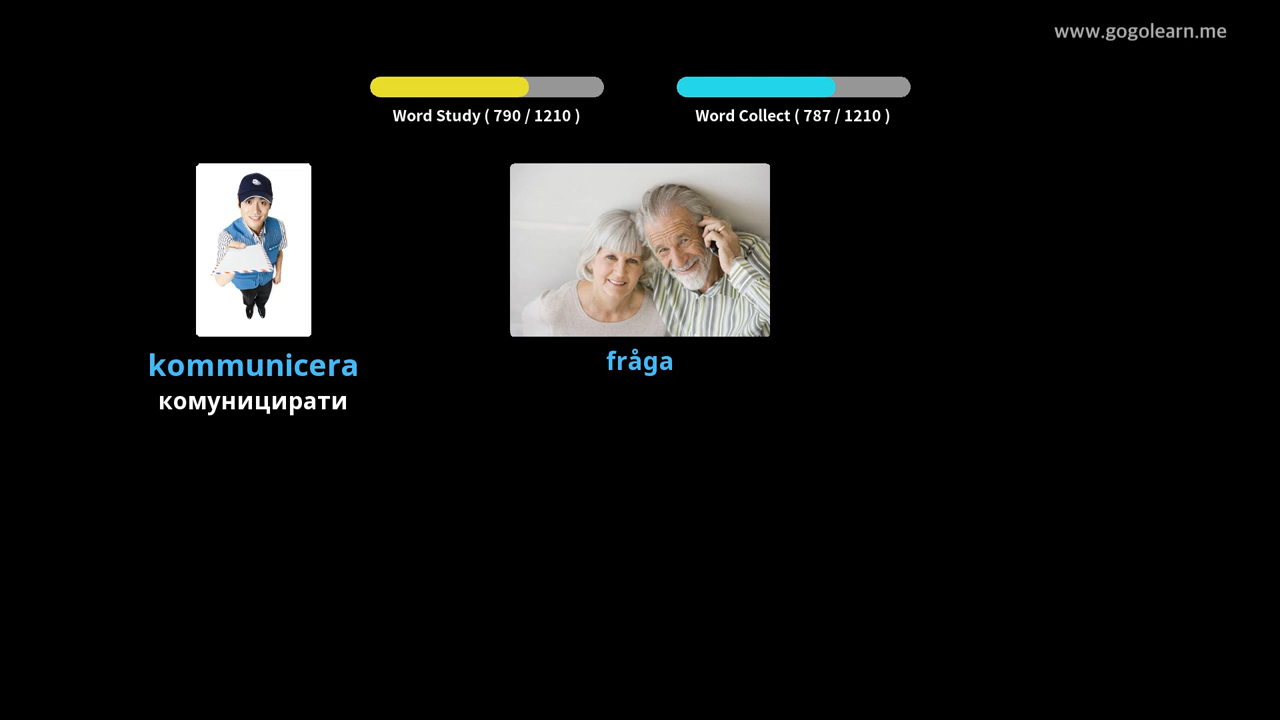 www.gogolearn.me
Word Study ( 790 / 1210 )
Word Collect ( 787 / 1210 )
kommunicera
комуницирати
fråga